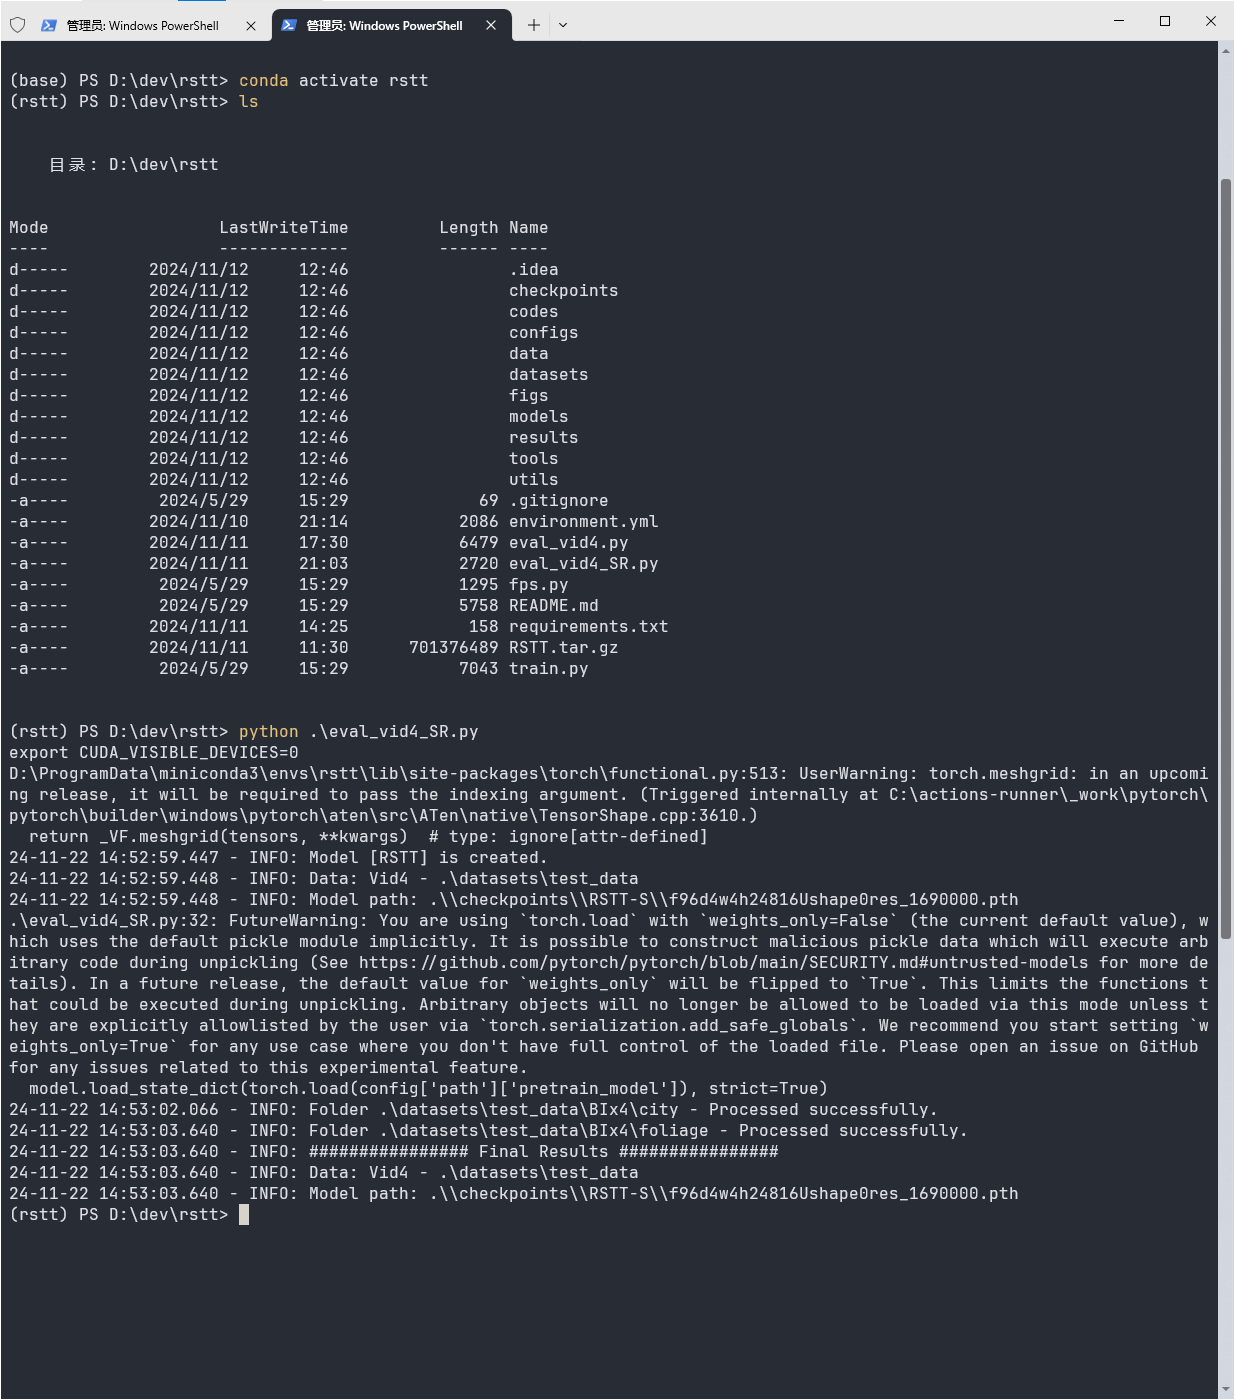 管理员: Windows PowerShell
管理员: Windows PowerShell
(base) PS D:\dev\rstt> conda activate rstt
(rstt) PS D:\dev\rstt> ls
目录: D:\dev\rstt
Mode                 LastWriteTime         Length Name
----                 -------------         ------ ----
d-----        2024/11/12     12:46                .idea
d-----        2024/11/12     12:46                checkpoints
d-----        2024/11/12     12:46                codes
d-----        2024/11/12     12:46                configs
d-----        2024/11/12     12:46                data
d-----        2024/11/12     12:46                datasets
d-----        2024/11/12     12:46                figs
d-----        2024/11/12     12:46                models
d-----        2024/11/12     12:46                results
d-----        2024/11/12     12:46                tools
d-----        2024/11/12     12:46                utils
-a----         2024/5/29     15:29             69 .gitignore
-a----        2024/11/10     21:14           2086 environment.yml
-a----        2024/11/11     17:30           6479 eval_vid4.py
-a----        2024/11/11     21:03           2720 eval_vid4_SR.py
-a----         2024/5/29     15:29           1295 fps.py
-a----         2024/5/29     15:29           5758 README.md
-a----        2024/11/11     14:25            158 requirements.txt
-a----        2024/11/11     11:30      701376489 RSTT.tar.gz
-a----         2024/5/29     15:29           7043 train.py
(rstt) PS D:\dev\rstt> python .\eval_vid4_SR.py
export CUDA_VISIBLE_DEVICES=0
D:\ProgramData\miniconda3\envs\rstt\lib\site-packages\torch\functional.py:513: UserWarning: torch.meshgrid: in an upcomi
ng release, it will be required to pass the indexing argument. (Triggered internally at C:\actions-runner\_work\pytorch\
pytorch\builder\windows\pytorch\aten\src\ATen\native\TensorShape.cpp:3610.)
  return _VF.meshgrid(tensors, **kwargs)  # type: ignore[attr-defined]
24-11-22 14:52:59.447 - INFO: Model [RSTT] is created.
24-11-22 14:52:59.448 - INFO: Data: Vid4 - .\datasets\test_data
24-11-22 14:52:59.448 - INFO: Model path: .\\checkpoints\\RSTT-S\\f96d4w4h24816Ushape0res_1690000.pth
.\eval_vid4_SR.py:32: FutureWarning: You are using `torch.load` with `weights_only=False` (the current default value), w
hich uses the default pickle module implicitly. It is possible to construct malicious pickle data which will execute arb
itrary code during unpickling (See https://github.com/pytorch/pytorch/blob/main/SECURITY.md#untrusted-models for more de
tails). In a future release, the default value for `weights_only` will be flipped to `True`. This limits the functions t
hat could be executed during unpickling. Arbitrary objects will no longer be allowed to be loaded via this mode unless t
hey are explicitly allowlisted by the user via `torch.serialization.add_safe_globals`. We recommend you start setting `w
eights_only=True` for any use case where you don't have full control of the loaded file. Please open an issue on GitHub
for any issues related to this experimental feature.
  model.load_state_dict(torch.load(config['path']['pretrain_model']), strict=True)
24-11-22 14:53:02.066 - INFO: Folder .\datasets\test_data\BIx4\city - Processed successfully.
24-11-22 14:53:03.640 - INFO: Folder .\datasets\test_data\BIx4\foliage - Processed successfully.
24-11-22 14:53:03.640 - INFO: ################ Final Results ################
24-11-22 14:53:03.640 - INFO: Data: Vid4 - .\datasets\test_data
24-11-22 14:53:03.640 - INFO: Model path: .\\checkpoints\\RSTT-S\\f96d4w4h24816Ushape0res_1690000.pth
(rstt) PS D:\dev\rstt>